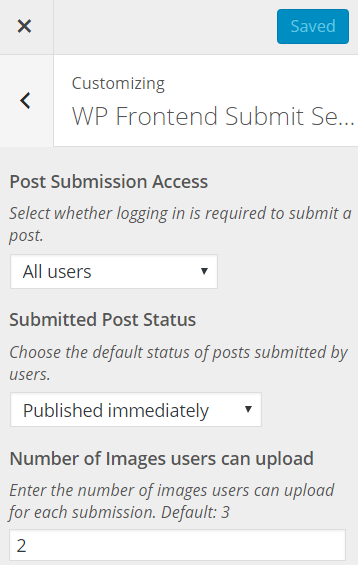 Saved
Customizing
WP Frontend Submit Se...
Post Submission Access
Select whether logging in is required to submit a
post.
All users
Submitted Post Status
Choose the default status of posts submitted by
users.
Published immediately
Number of Images users can upload
Enter the number of images users can upload
for each submission. Default: 3
2